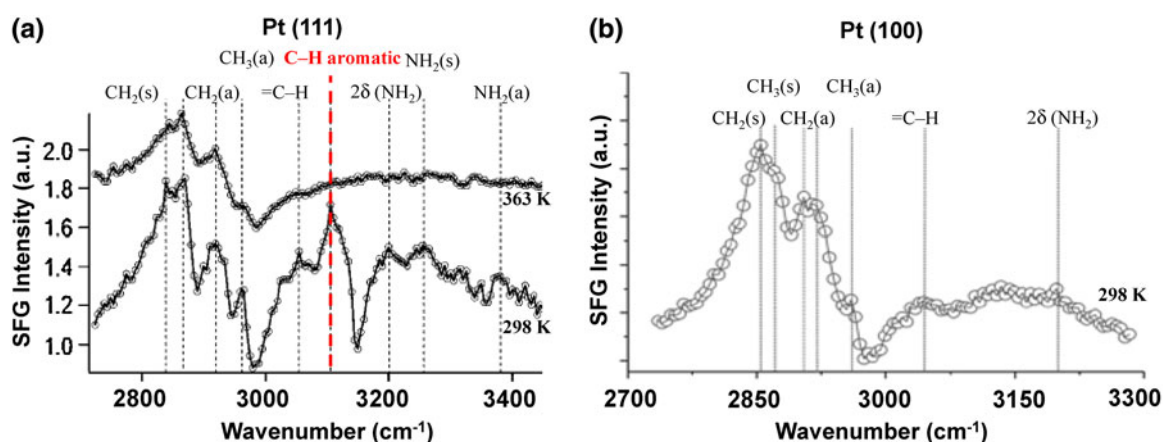 (a)
Pt (111)
CH₃(a) C–H aromatic NH₂(s)
CH₂(s) CH₂(a) =C–H 2δ (NH₂) NH₂(a)
SFG Intensity (a.u.)
2.0
1.8
1.6
1.4
1.2
1.0
363 K
298 K
2800 3000 3200 3400
Wavenumber (cm⁻¹)
(b)
Pt (100)
CH₃(s) CH₃(a)
CH₂(s) CH₂(a) =C–H 2δ (NH₂)
SFG Intensity (a.u.)
298 K
2700 2850 3000 3150 3300
Wavenumber (cm⁻¹)